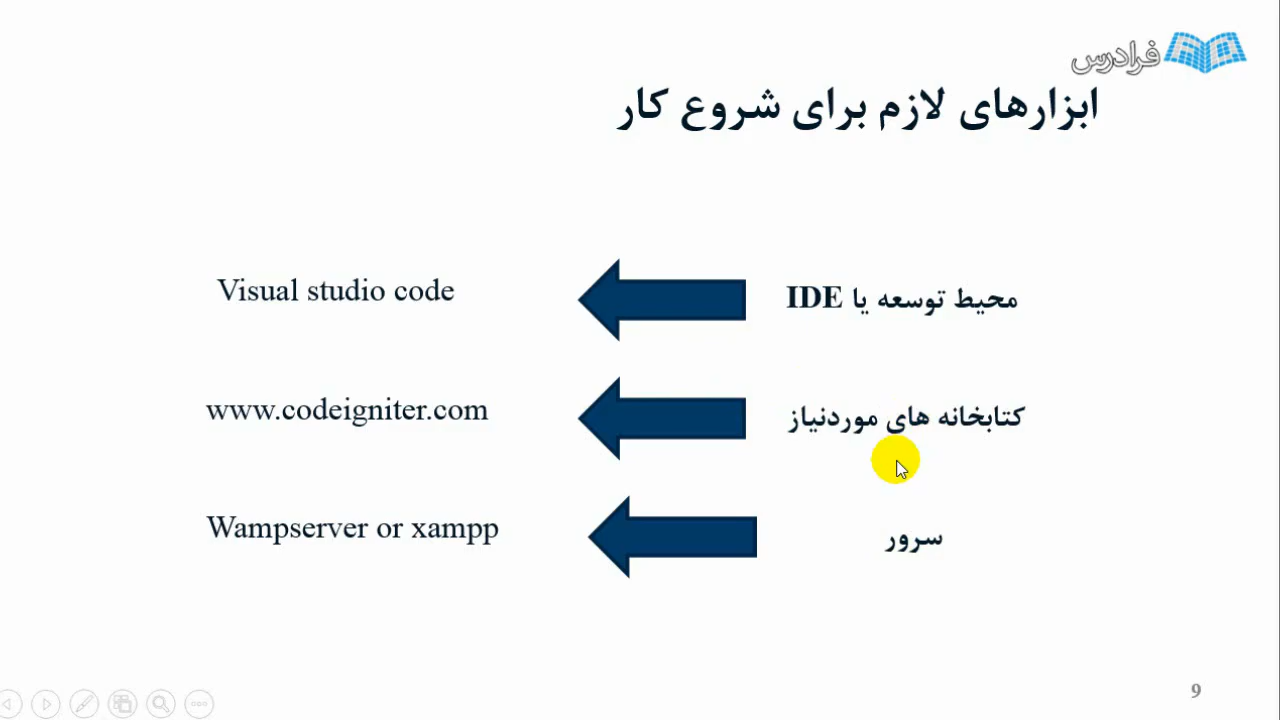 فرادرس
ابزارهای لازم برای شروع کار
محیط توسعه یا IDE
Visual studio code
کتابخانه های موردنیاز
www.codeigniter.com
سرور
Wampserver or xampp
9